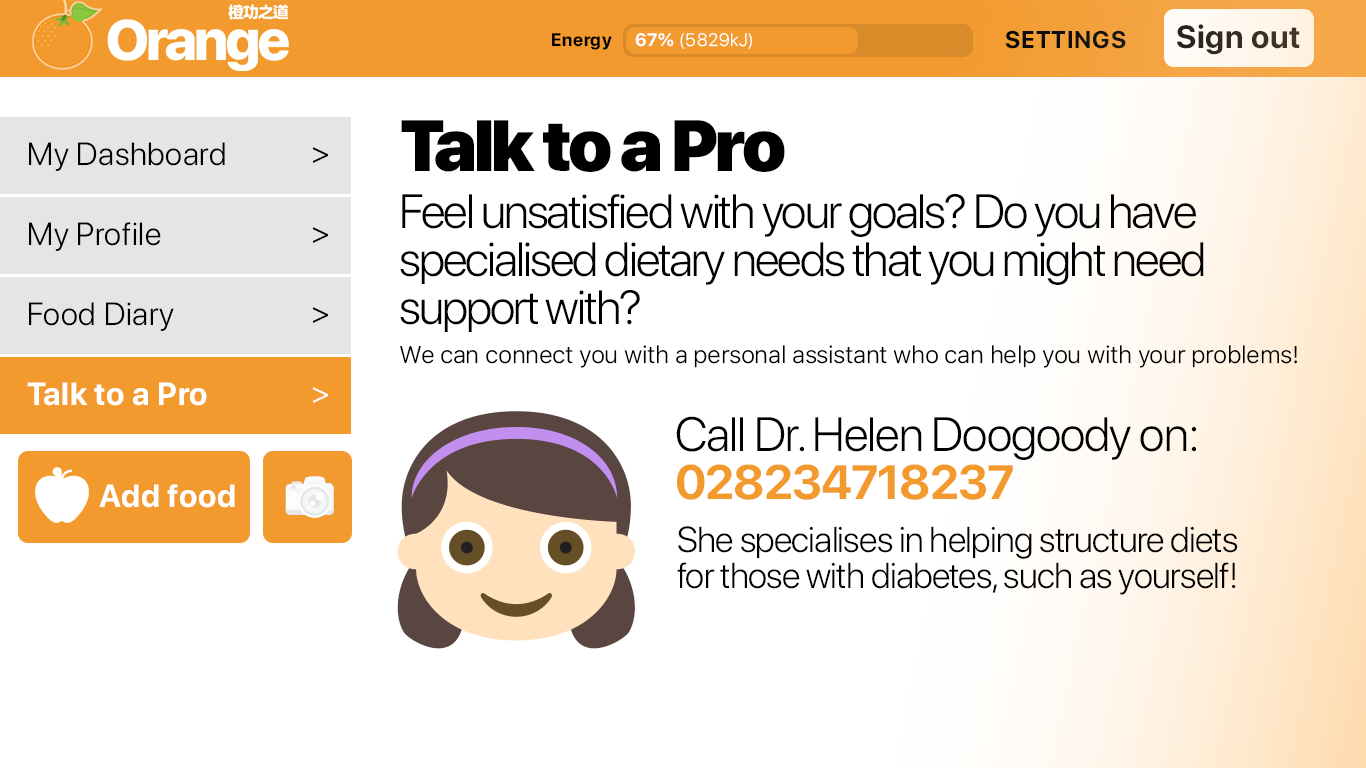 橙功之道
Orange
Energy
67% (5829kJ)
SETTINGS
Sign out
My Dashboard >
My Profile >
Food Diary >
Talk to a Pro >
Add food
Talk to a Pro
Feel unsatisfied with your goals? Do you have
specialised dietary needs that you might need
support with?
We can connect you with a personal assistant who can help you with your problems!
Call Dr. Helen Doogoody on:
028234718237
She specialises in helping structure diets
for those with diabetes, such as yourself!